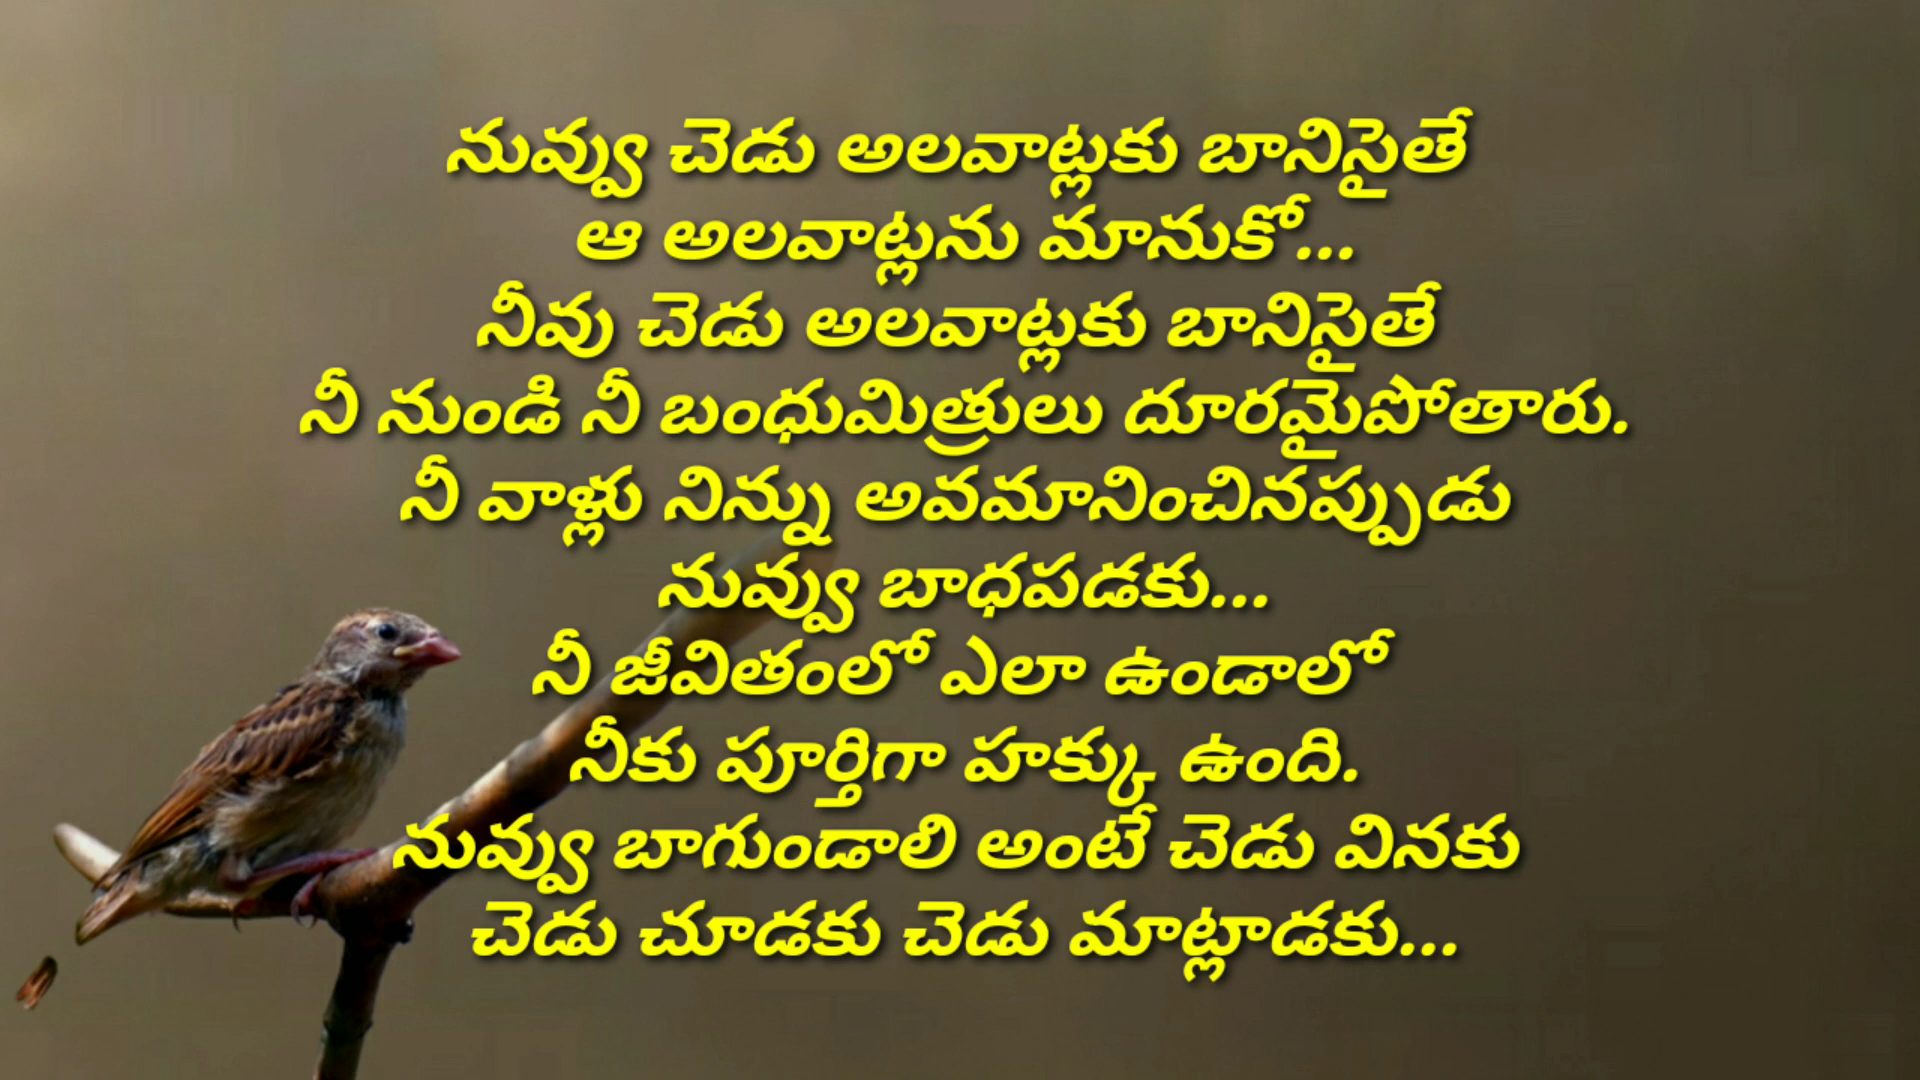 నువ్వు చెడు అలవాట్లకు బానిసైతే
ఆ అలవాట్లను మానుకో...
నీవు చెడు అలవాట్లకు బానిసైతే
నీ నుండి నీ బంధుమిత్రులు దూరమైపోతారు.
నీ వాళ్లు నిన్ను అవమానించినప్పుడు
నువ్వు బాధపడకు...
నీ జీవితంలో ఎలా ఉండాలో
నీకు పూర్తిగా హక్కు ఉంది.
నువ్వు బాగుండాలి అంటే చెడు వినకు
చెడు చూడకు చెడు మాట్లాడకు...